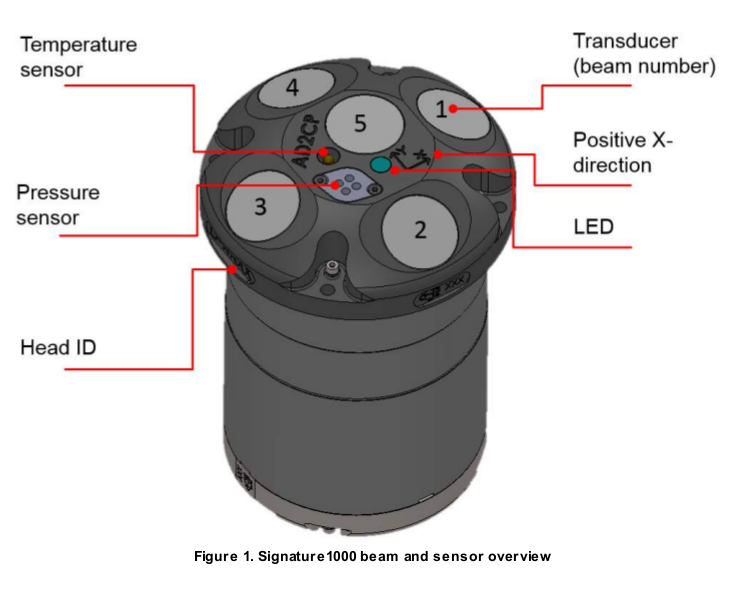 Temperature
sensor
Transducer
(beam number)
4
1
5
AD2CP
Y
X
Positive X-
direction
Pressure
sensor
3
2
LED
XXX
Head ID
Figure 1. Signature1000 beam and sensor overview